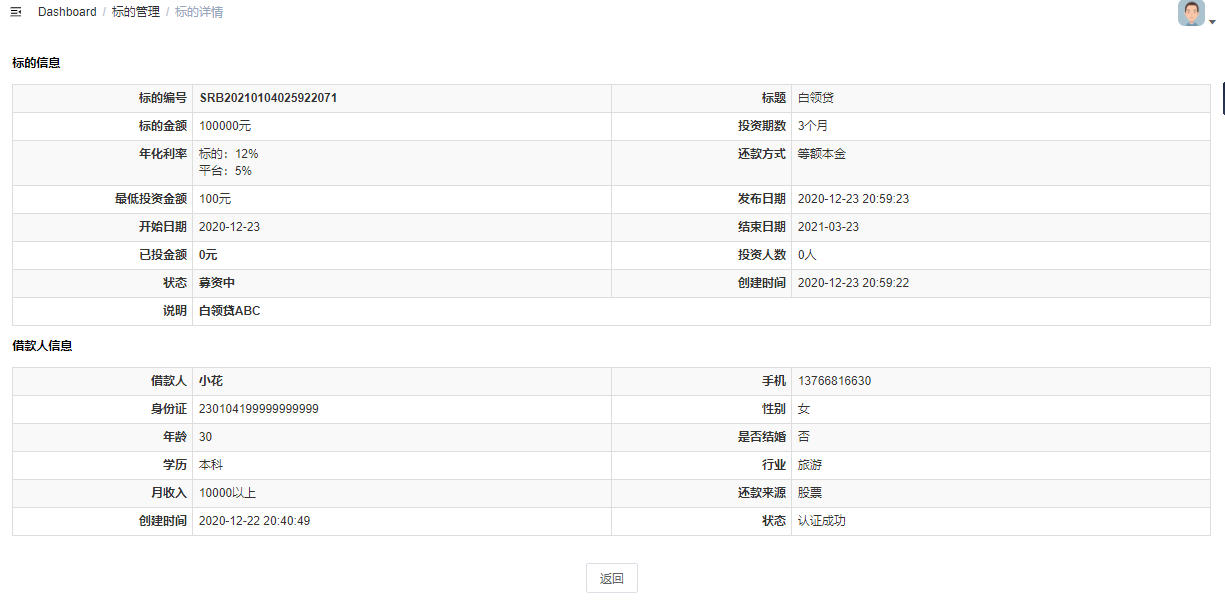 Dashboard / 标的管理 / 标的详情
标的信息
标的编号 SRB20210104025922071 标题 白领贷
标的金额 100000元 投资期数 3个月
年化利率 标的：12% 还款方式 等额本金
平台：5%
最低投资金额 100元 发布日期 2020-12-23 20:59:23
开始日期 2020-12-23 结束日期 2021-03-23
已投金额 0元 投资人数 0人
状态 募资中 创建时间 2020-12-23 20:59:22
说明 白领贷ABC
借款人信息
借款人 小花 手机 13766816630
身份证 230104199999999999 性别 女
年龄 30 是否结婚 否
学历 本科 行业 旅游
月收入 10000以上 还款来源 股票
创建时间 2020-12-22 20:40:49 状态 认证成功
返回